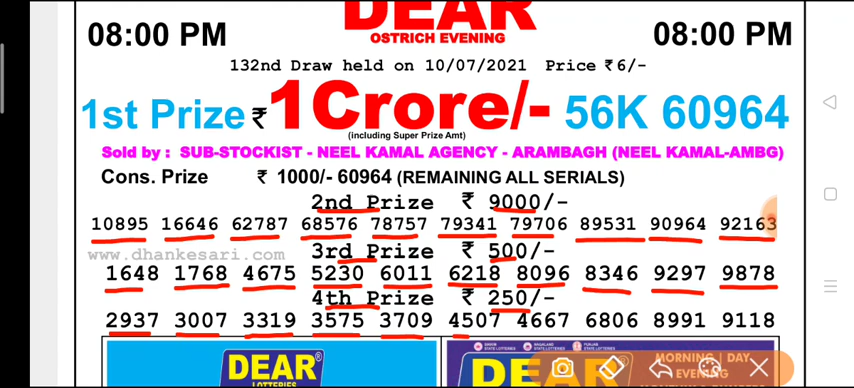 DEAR
08:00 PM OSTRICH EVENING 08:00 PM
132nd Draw held on 10/07/2021 Price ₹6/-
1st Prize ₹1Crore/- 56K 60964
(including Super Prize Amt)
Sold by : SUB-STOCKIST - NEEL KAMAL AGENCY - ARAMBAGH (NEEL KAMAL-AMBG)
Cons. Prize ₹ 1000/- 60964 (REMAINING ALL SERIALS)
2nd Prize ₹ 9000/-
10895 16646 62787 68576 78757 79341 79706 89531 90964 92163
www.dhankesari.com 3rd Prize ₹ 500/-
1648 1768 4675 5230 6011 6218 8096 8346 9297 9878
4th Prize ₹ 250/-
2937 3007 3319 3575 3709 4507 4667 6806 8991 9118
DEAR®
LOTTERIES
DE
MORNING | DAY
EVENING